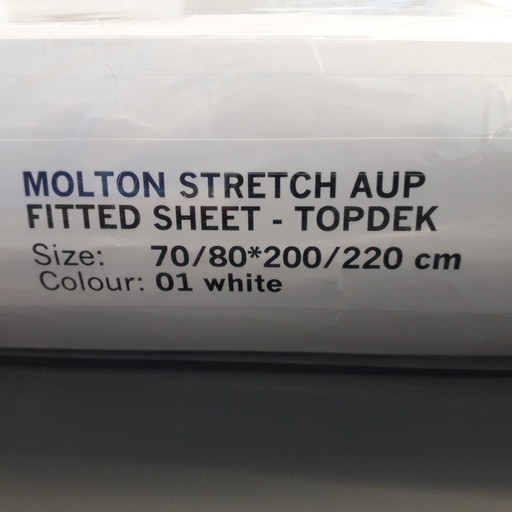 MOLTON STRETCH AUP
FITTED SHEET - TOPDEK
Size: 70/80*200/220 cm
Colour: 01 white